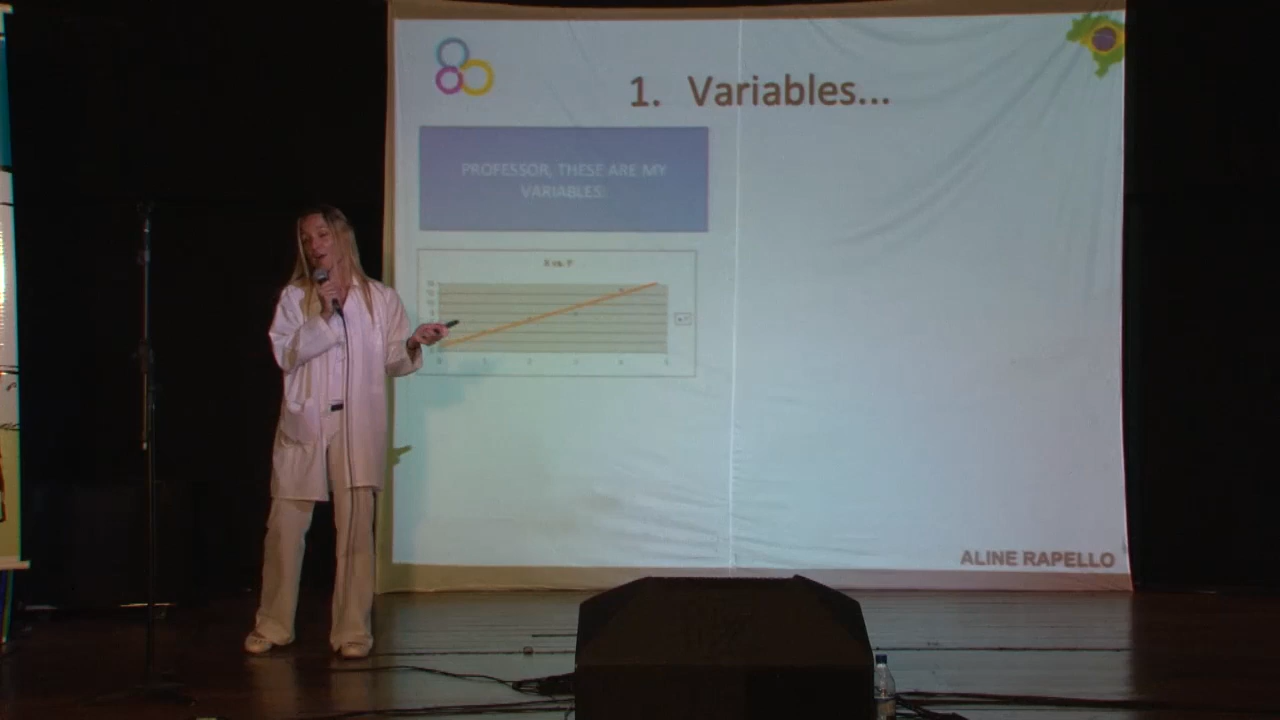 1. Variables...
PROFESSOR, THESE ARE MY
VARIABLES:
X vs. Y
ALINE RAPELLO